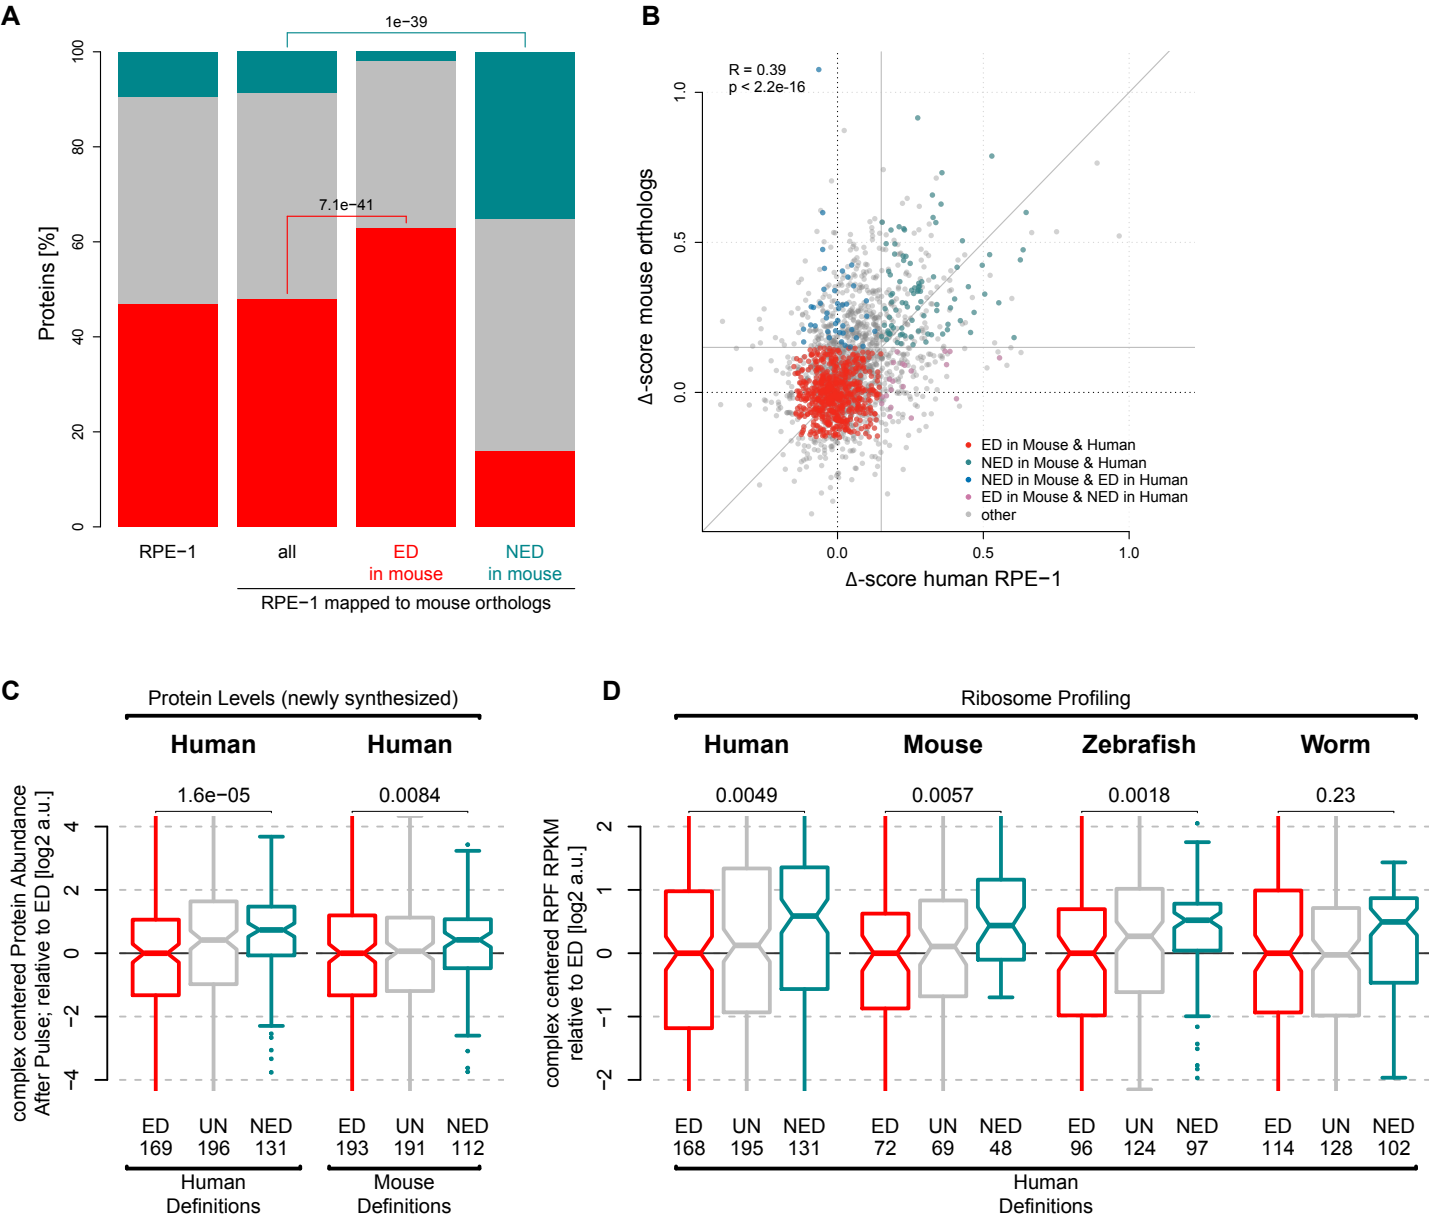 A
1e−39
7.1e−41
Proteins [%]
0
20
40
60
80
100
RPE−1
all
ED
in mouse
NED
in mouse
RPE−1 mapped to mouse orthologs
B
R = 0.39
p < 2.2e-16
Δ-score mouse orthologs
0.0
0.5
1.0
ED in Mouse & Human
NED in Mouse & Human
NED in Mouse & ED in Human
ED in Mouse & NED in Human
other
0.0
0.5
1.0
Δ-score human RPE−1
C
Protein Levels (newly synthesized)
Human
Human
1.6e−05
0.0084
complex centered Protein Abundance
After Pulse; relative to ED [log2 a.u.]
4
2
0
−2
−4
ED
UN
NED
ED
UN
NED
169
196
131
193
191
112
Human
Definitions
Mouse
Definitions
D
Ribosome Profiling
Human
Mouse
Zebrafish
Worm
0.0049
0.0057
0.0018
0.23
complex centered RPF RPKM
relative to ED [log2 a.u.]
2
1
0
−1
−2
ED
UN
NED
ED
UN
NED
ED
UN
NED
ED
UN
NED
168
195
131
72
69
48
96
124
97
114
128
102
Human
Definitions